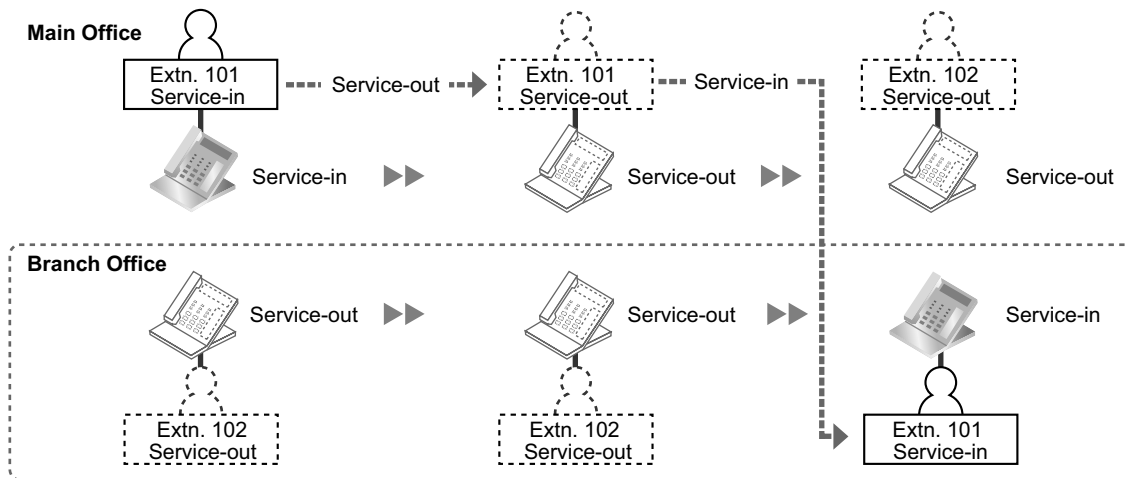 Main Office
Extn. 101
Service-in
Service-out
Extn. 101
Service-out
Service-in
Extn. 102
Service-out
Service-in
Service-out
Service-out
Branch Office
Service-out
Service-out
Service-in
Extn. 102
Service-out
Extn. 102
Service-out
Extn. 101
Service-in